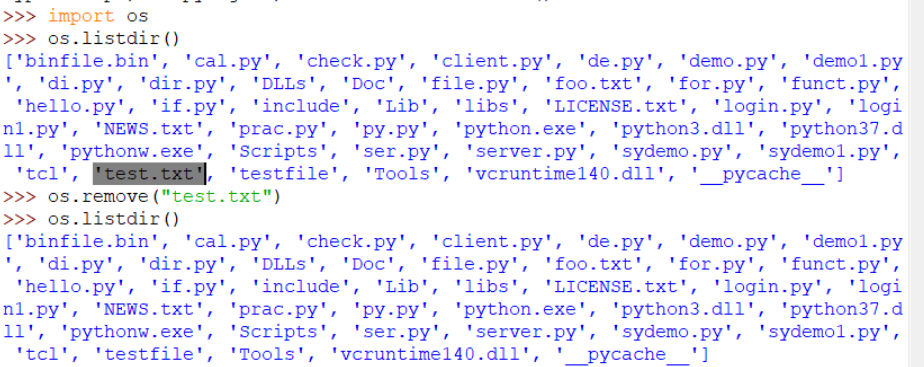 >>> import os
>>> os.listdir()
['binfile.bin', 'cal.py', 'check.py', 'client.py', 'de.py', 'demo.py', 'demo1.py
', 'di.py', 'dir.py', 'DLLs', 'Doc', 'file.py', 'foo.txt', 'for.py', 'funct.py',
'hello.py', 'if.py', 'include', 'Lib', 'libs', 'LICENSE.txt', 'login.py', 'logi
n1.py', 'NEWS.txt', 'prac.py', 'py.py', 'python.exe', 'python3.dll', 'python37.d
ll', 'pythonw.exe', 'Scripts', 'ser.py', 'server.py', 'sydemo.py', 'sydemo1.py',
'tcl', 'test.txt', 'testfile', 'Tools', 'vcruntime140.dll', '__pycache__']
>>> os.remove("test.txt")
>>> os.listdir()
['binfile.bin', 'cal.py', 'check.py', 'client.py', 'de.py', 'demo.py', 'demo1.py
', 'di.py', 'dir.py', 'DLLs', 'Doc', 'file.py', 'foo.txt', 'for.py', 'funct.py',
'hello.py', 'if.py', 'include', 'Lib', 'libs', 'LICENSE.txt', 'login.py', 'logi
n1.py', 'NEWS.txt', 'prac.py', 'py.py', 'python.exe', 'python3.dll', 'python37.d
ll', 'pythonw.exe', 'Scripts', 'ser.py', 'server.py', 'sydemo.py', 'sydemo1.py',
'tcl', 'testfile', 'Tools', 'vcruntime140.dll', '__pycache__']